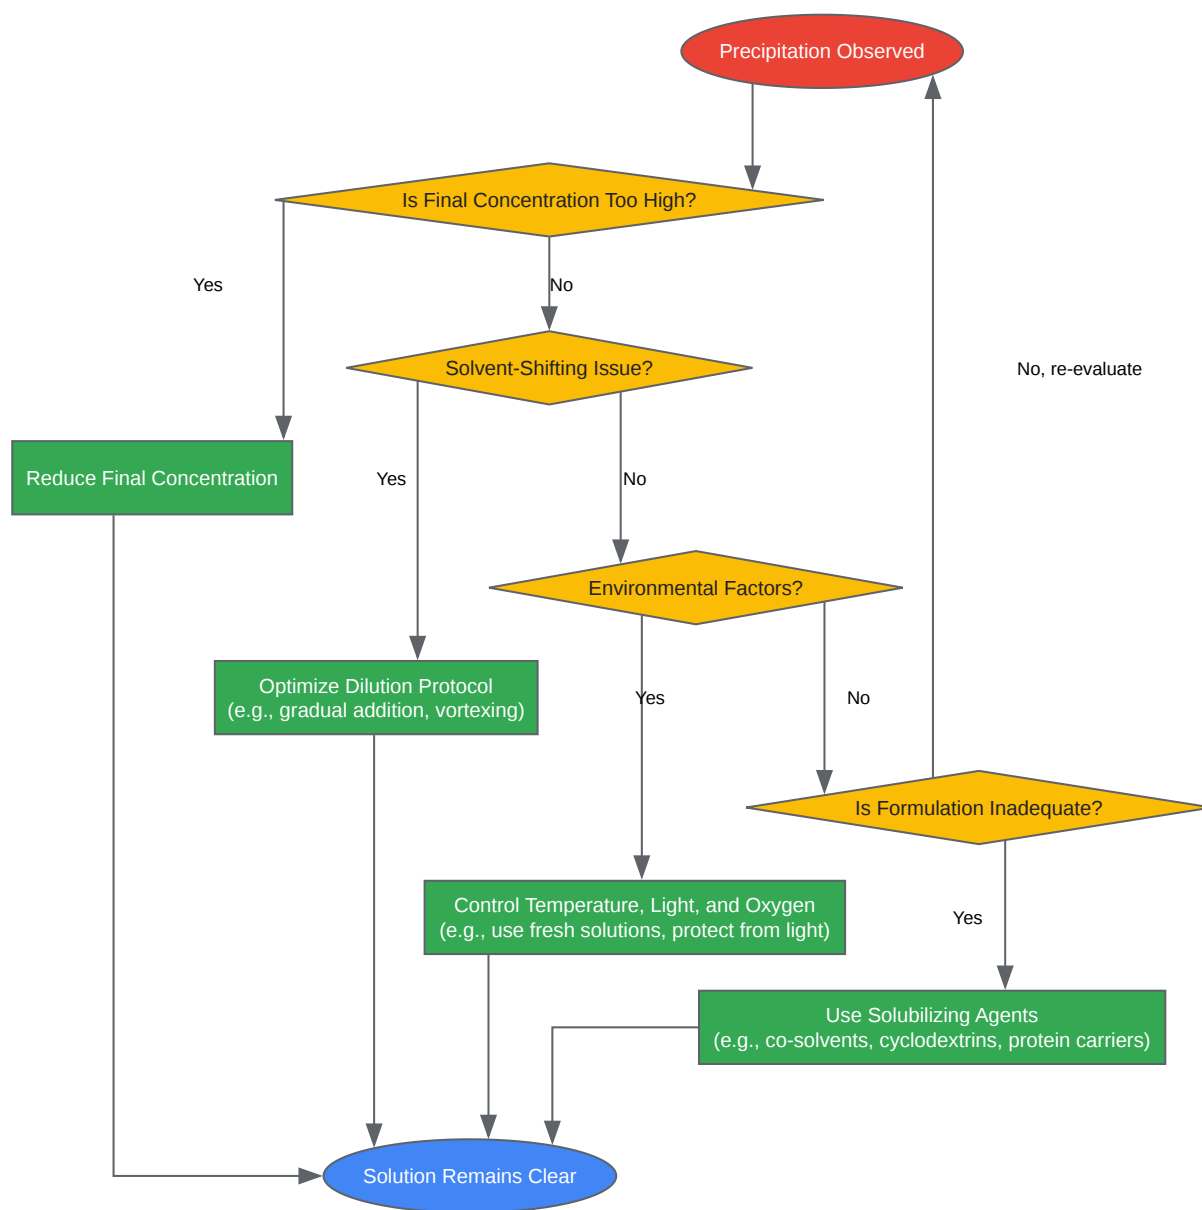 Precipitation Observed
Is Final Concentration Too High?
Yes
No
Solvent-Shifting Issue?
No, re-evaluate
Reduce Final Concentration
Yes
No
Environmental Factors?
Optimize Dilution Protocol
(e.g., gradual addition, vortexing)
Yes
No
Is Formulation Inadequate?
Control Temperature, Light, and Oxygen
(e.g., use fresh solutions, protect from light)
Yes
Use Solubilizing Agents
(e.g., co-solvents, cyclodextrins, protein carriers)
Solution Remains Clear